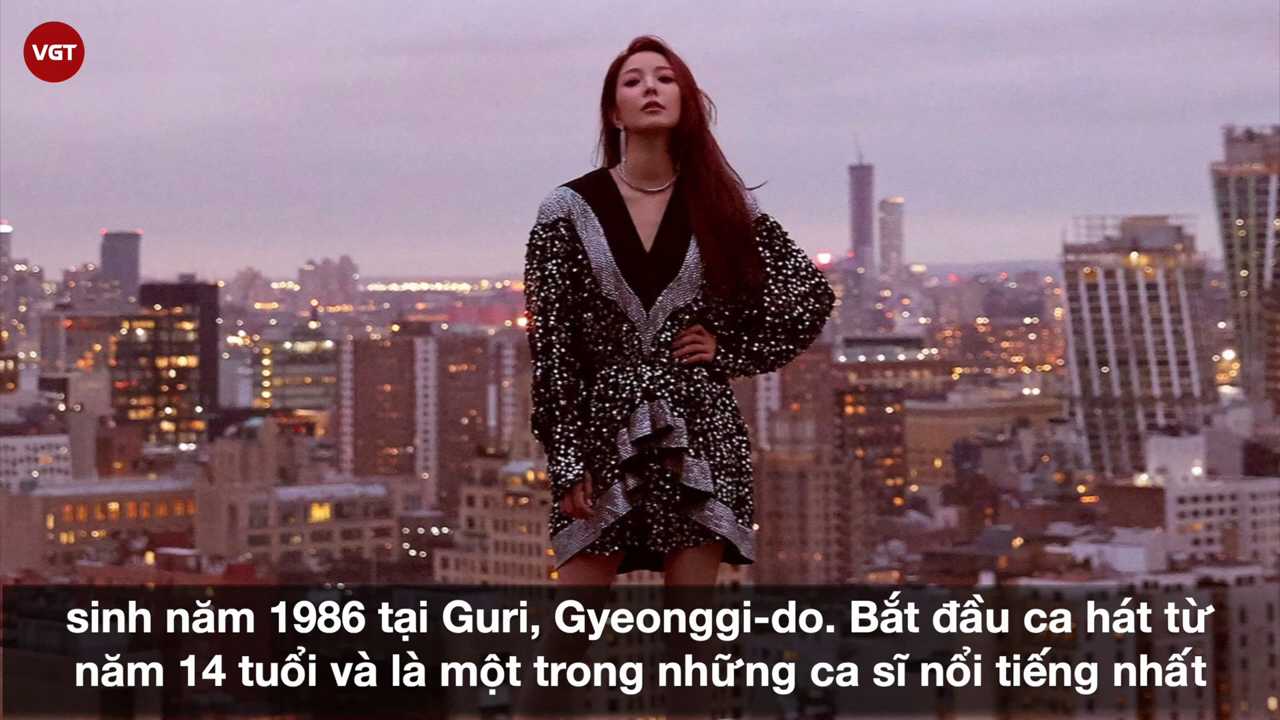 VGT
sinh năm 1986 tại Guri, Gyeonggi-do. Bắt đầu ca hát từ
năm 14 tuổi và là một trong những ca sĩ nổi tiếng nhất